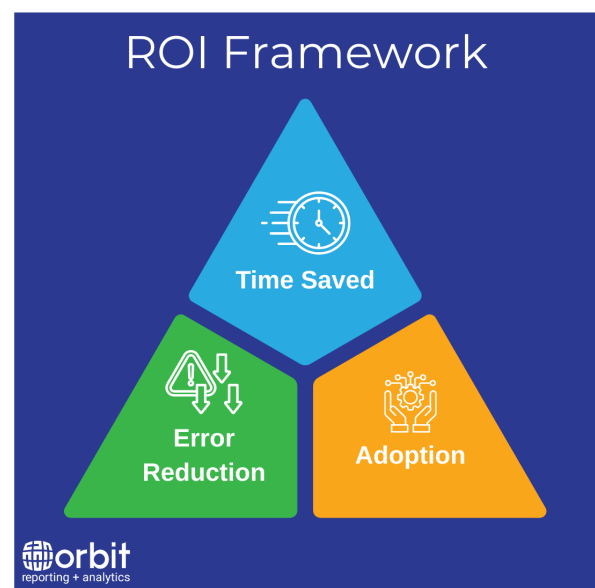 ROI Framework
Time Saved
Error
Reduction
Adoption
orbit
reporting + analytics